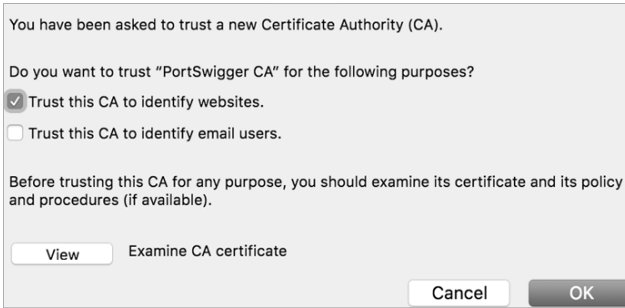 You have been asked to trust a new Certificate Authority (CA).
Do you want to trust “PortSwigger CA” for the following purposes?
Trust this CA to identify websites.
Trust this CA to identify email users.
Before trusting this CA for any purpose, you should examine its certificate and its policy
and procedures (if available).
View Examine CA certificate
Cancel OK